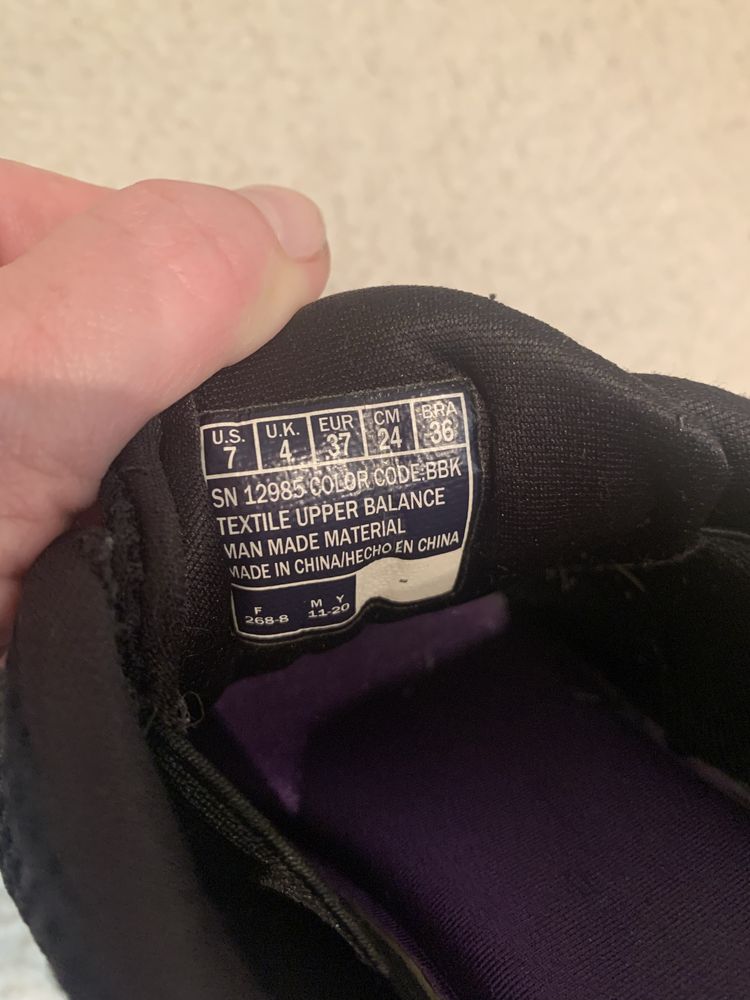 U.S. U.K. EUR CM BRA
7 4 37 24 36
SN 12985 COLOR CODE:BBK
TEXTILE UPPER BALANCE
MAN MADE MATERIAL
MADE IN CHINA/HECHO EN CHINA
F M Y
268-8 11-20